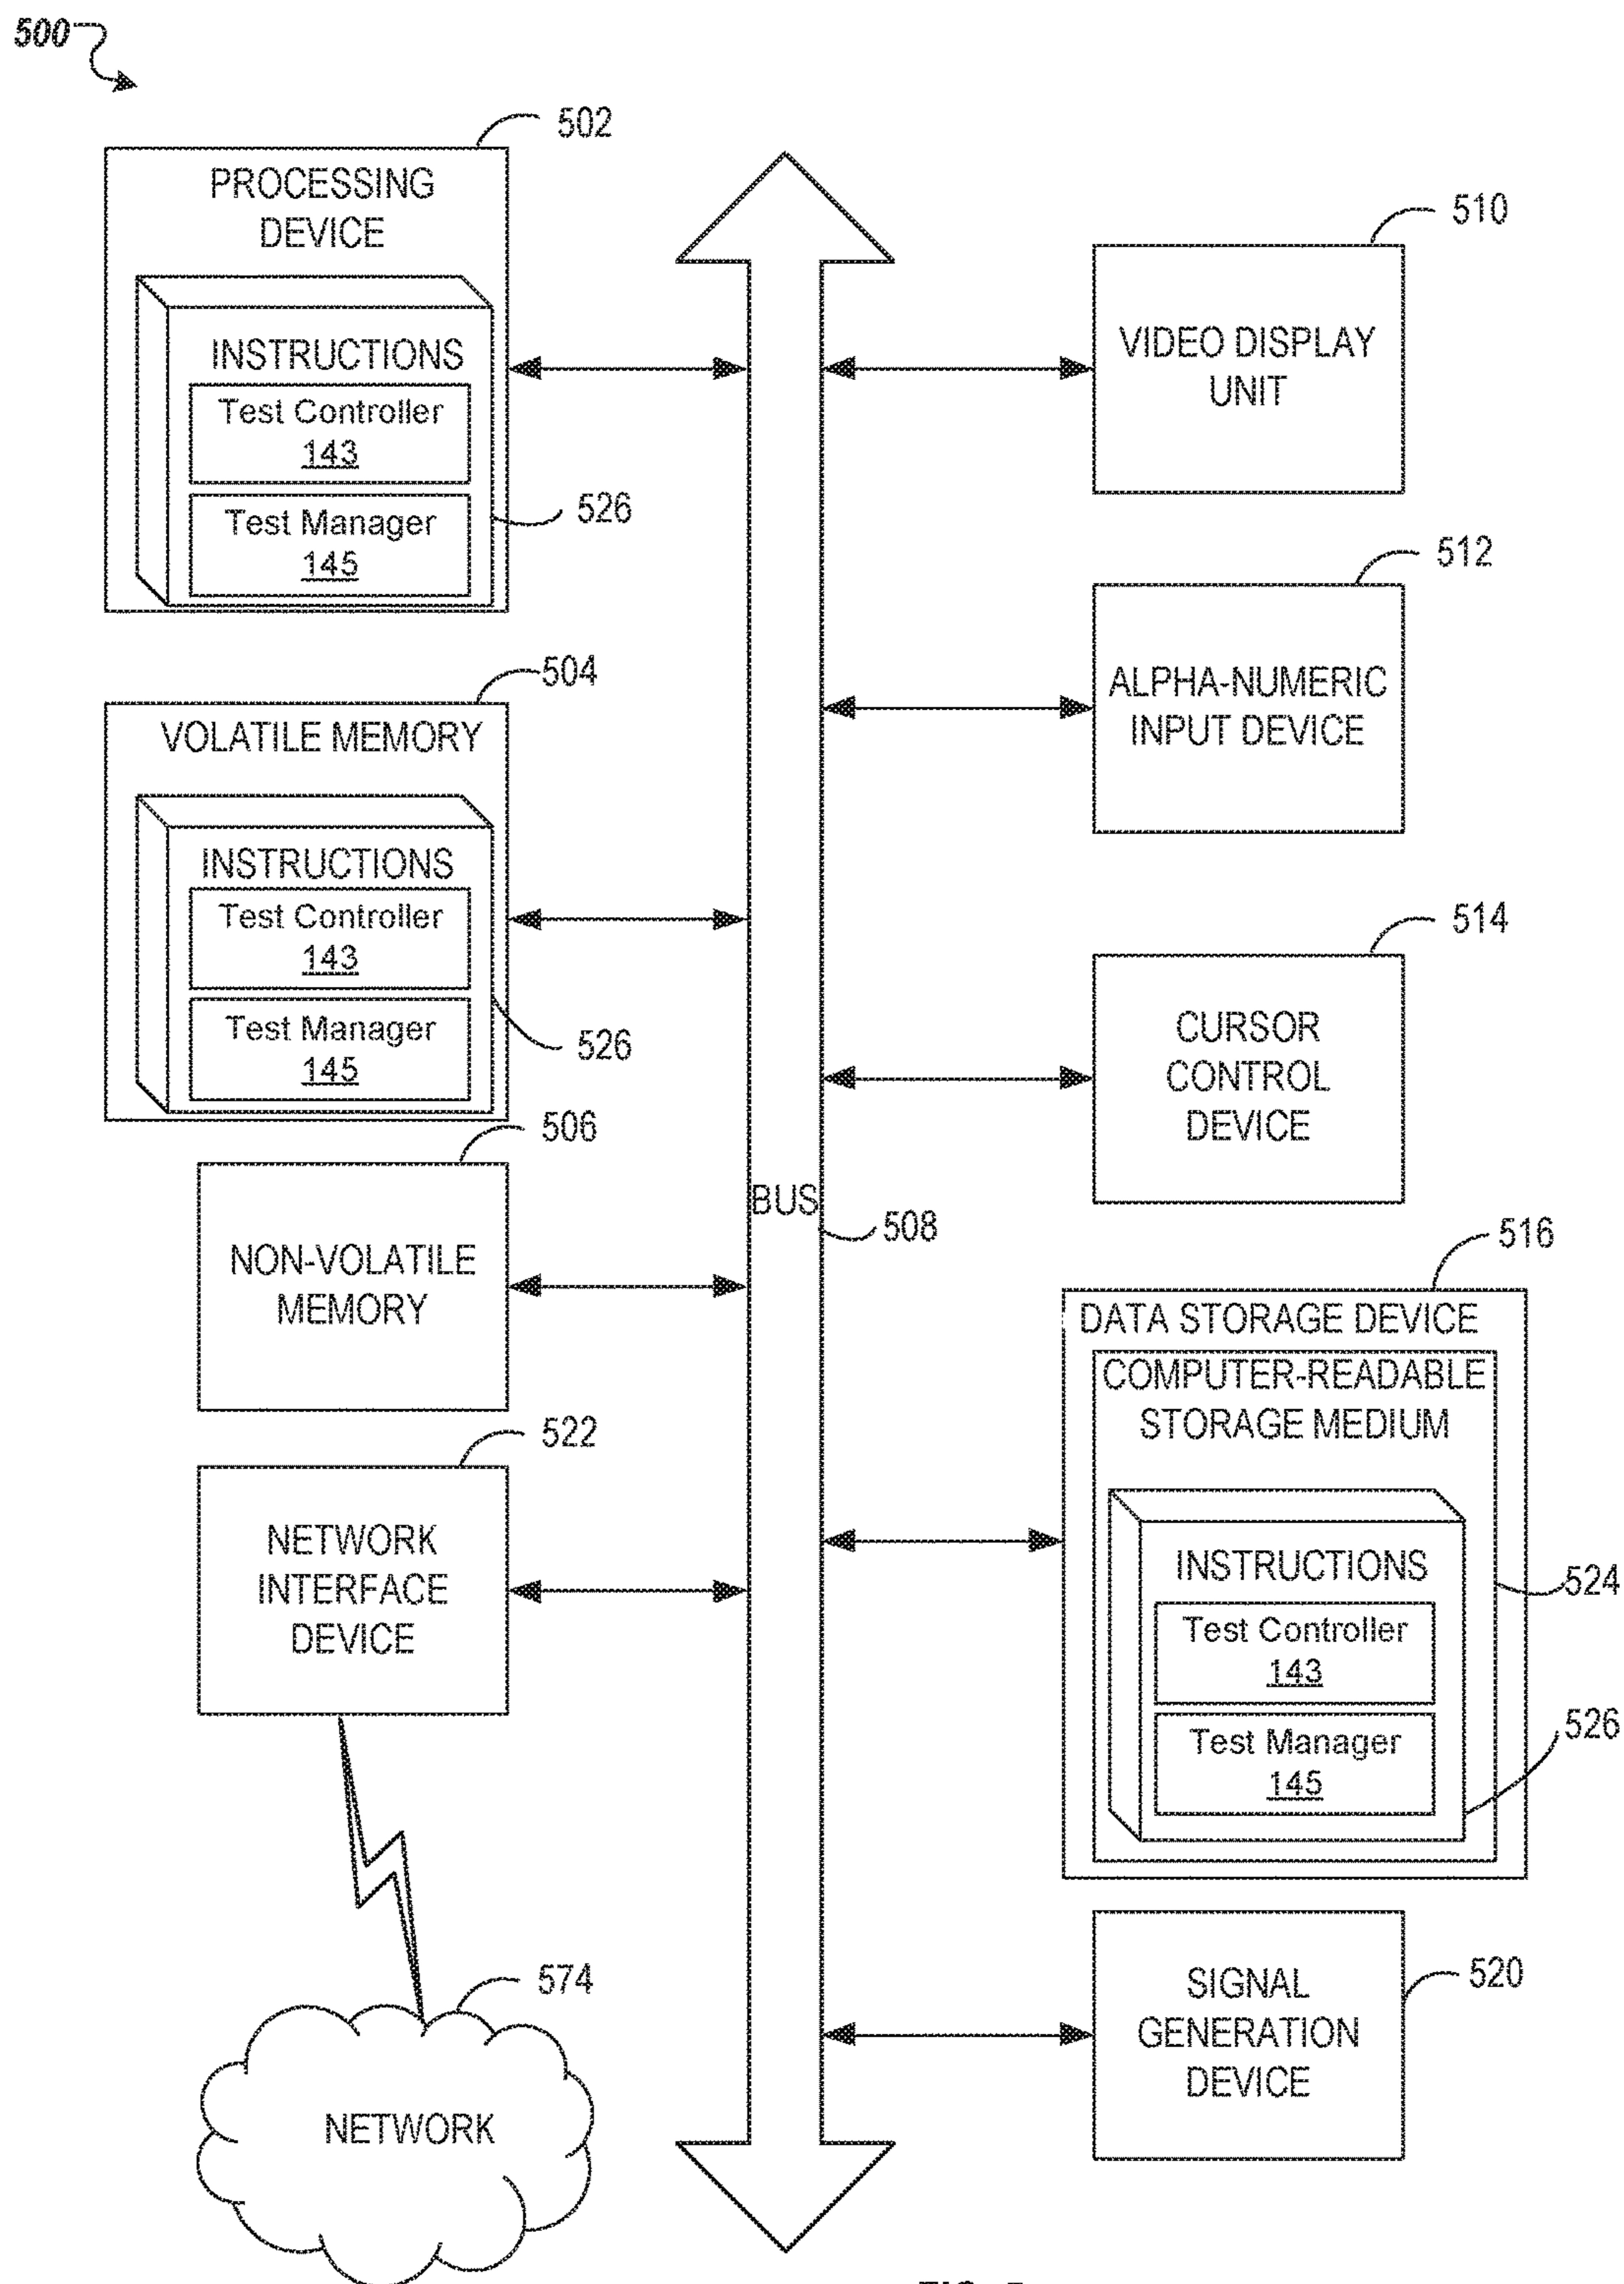 500
502
PROCESSING
DEVICE
INSTRUCTIONS
Test Controller
143
Test Manager
145
526
504
VOLATILE MEMORY
INSTRUCTIONS
Test Controller
143
Test Manager
145
526
506
NON-VOLATILE
MEMORY
522
NETWORK
INTERFACE
DEVICE
574
NETWORK
BUS
508
510
VIDEO DISPLAY
UNIT
512
ALPHA-NUMERIC
INPUT DEVICE
514
CURSOR
CONTROL
DEVICE
516
DATA STORAGE DEVICE
COMPUTER-READABLE
STORAGE MEDIUM
INSTRUCTIONS
524
Test Controller
143
Test Manager
145
526
520
SIGNAL
GENERATION
DEVICE